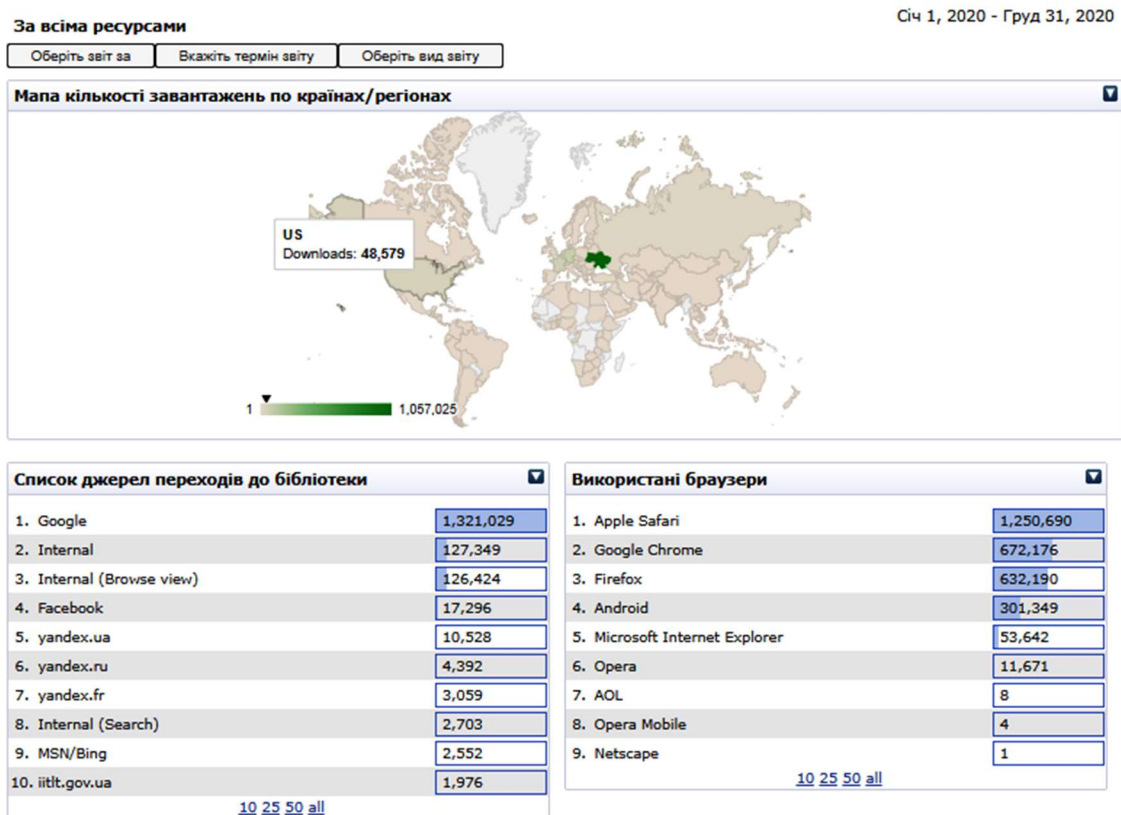 Січ 1, 2020 - Груд 31, 2020
За всіма ресурсами
Оберіть звіт за
Вкажіть термін звіту
Оберіть вид звіту
Мапа кількості завантажень по країнах/регіонах
US
Downloads: 48,579
1
1,057,025
Список джерел переходів до бібліотеки
1. Google 1,321,029
2. Internal 127,349
3. Internal (Browse view) 126,424
4. Facebook 17,296
5. yandex.ua 10,528
6. yandex.ru 4,392
7. yandex.fr 3,059
8. Internal (Search) 2,703
9. MSN/Bing 2,552
10. iitlt.gov.ua 1,976
10 25 50 all
Використані браузери
1. Apple Safari 1,250,690
2. Google Chrome 672,176
3. Firefox 632,190
4. Android 301,349
5. Microsoft Internet Explorer 53,642
6. Opera 11,671
7. AOL 8
8. Opera Mobile 4
9. Netscape 1
10 25 50 all